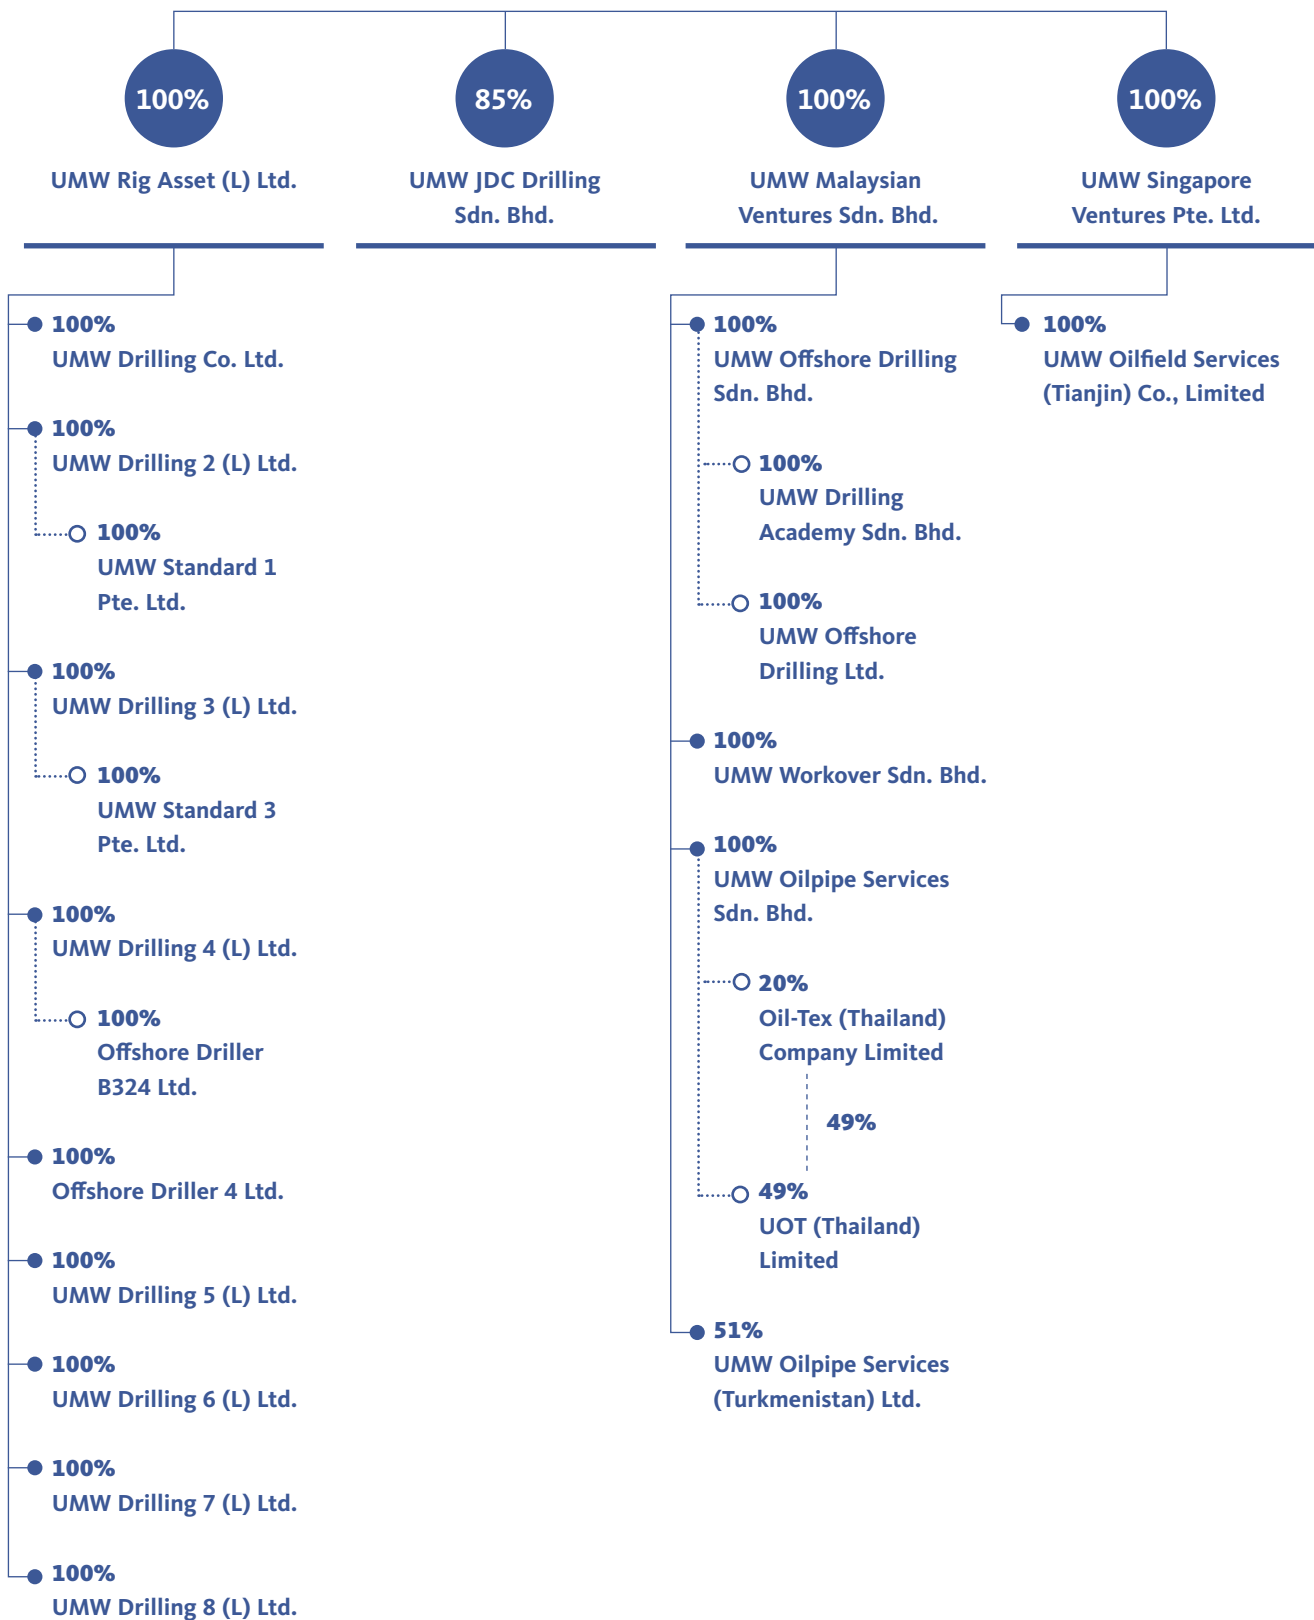 100%
UMW Rig Asset (L) Ltd.
100%
UMW Drilling Co. Ltd.
100%
UMW Drilling 2 (L) Ltd.
100%
UMW Standard 1
Pte. Ltd.
100%
UMW Drilling 3 (L) Ltd.
100%
UMW Standard 3
Pte. Ltd.
100%
UMW Drilling 4 (L) Ltd.
100%
Offshore Driller
B324 Ltd.
100%
Offshore Driller 4 Ltd.
100%
UMW Drilling 5 (L) Ltd.
100%
UMW Drilling 6 (L) Ltd.
100%
UMW Drilling 7 (L) Ltd.
100%
UMW Drilling 8 (L) Ltd.
85%
UMW JDC Drilling
Sdn. Bhd.
100%
UMW Malaysian
Ventures Sdn. Bhd.
100%
UMW Offshore Drilling
Sdn. Bhd.
100%
UMW Drilling
Academy Sdn. Bhd.
100%
UMW Offshore
Drilling Ltd.
100%
UMW Workover Sdn. Bhd.
100%
UMW Oilpipe Services
Sdn. Bhd.
20%
Oil-Tex (Thailand)
Company Limited
49%
49%
UOT (Thailand)
Limited
51%
UMW Oilpipe Services
(Turkmenistan) Ltd.
100%
UMW Singapore
Ventures Pte. Ltd.
100%
UMW Oilfield Services
(Tianjin) Co., Limited